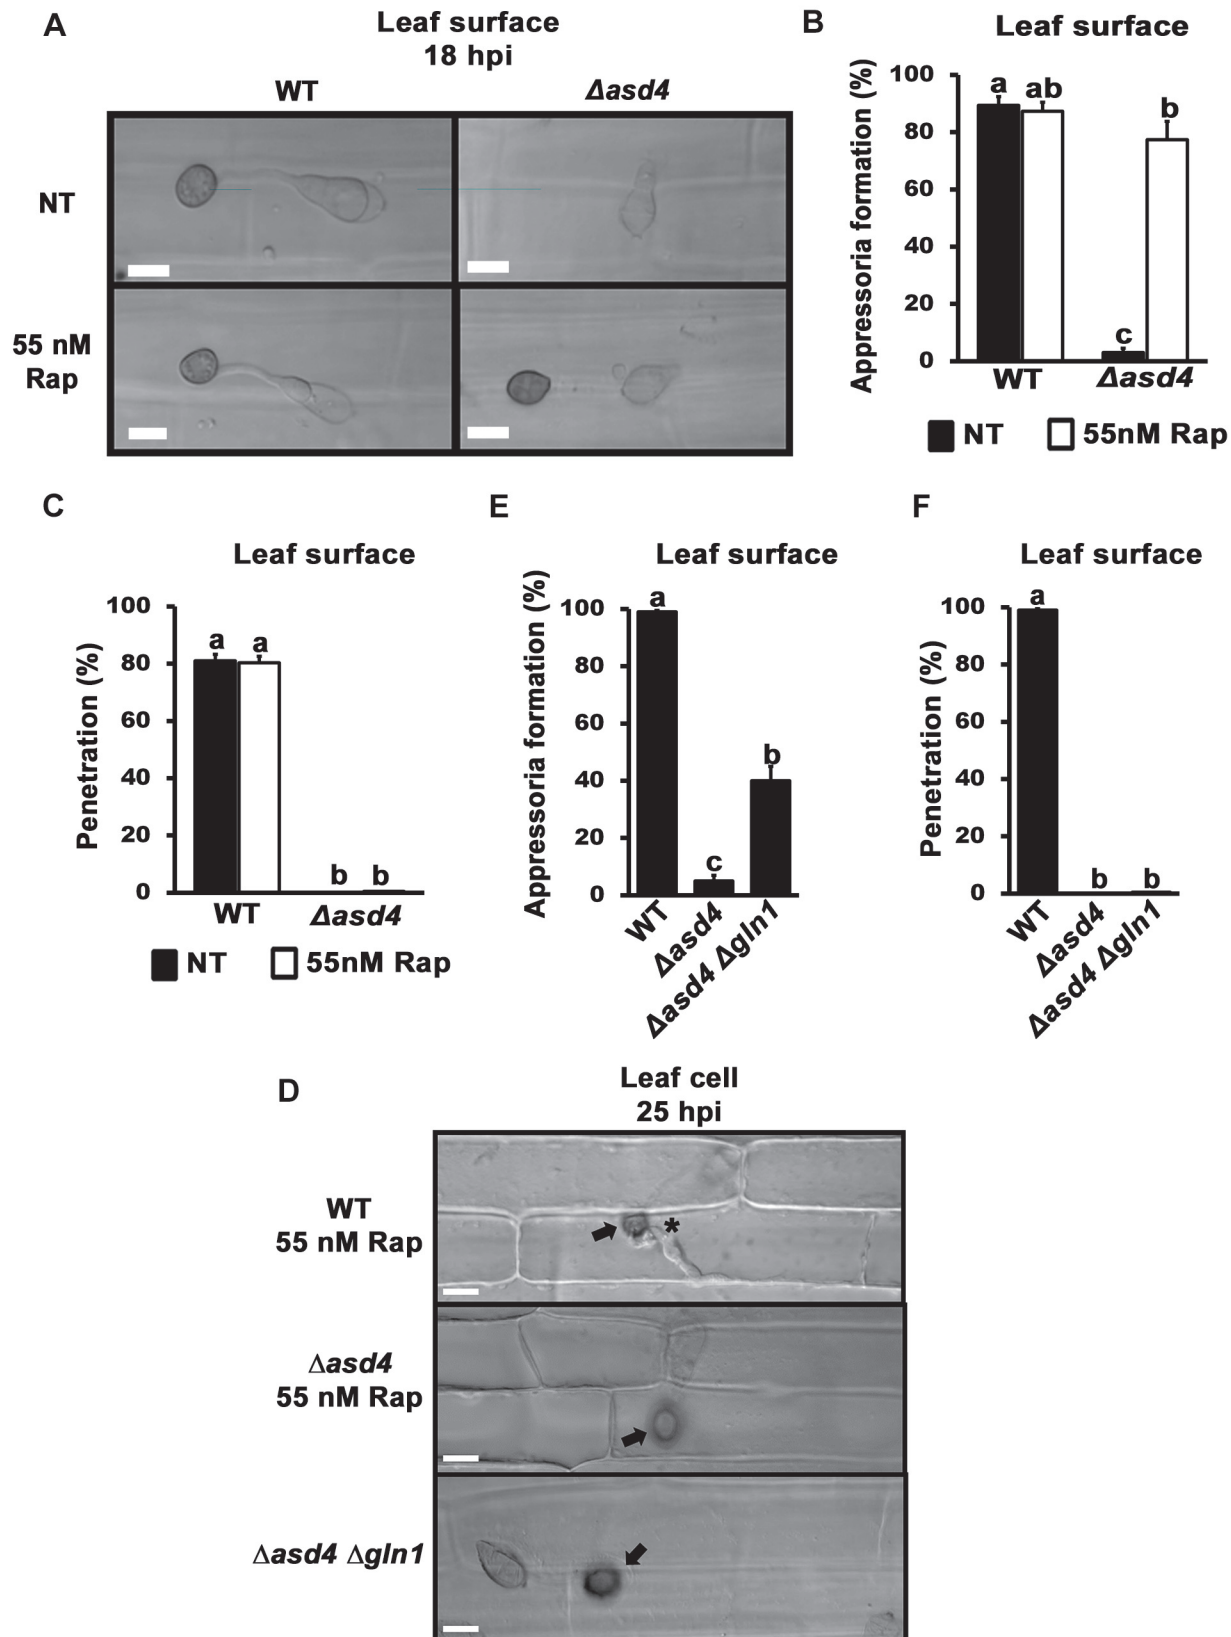 A
Leaf surface
18 hpi
WT
Δasd4
NT
55 nM
Rap
B
Leaf surface
Appressoria formation (%)
100
80
60
40
20
0
a
ab
c
b
WT
Δasd4
NT
55nM Rap
C
Leaf surface
Penetration (%)
100
80
60
40
20
0
a
a
b
b
WT
Δasd4
NT
55nM Rap
E
Leaf surface
Appressoria formation (%)
100
80
60
40
20
0
a
c
b
WT
Δasd4
Δasd4 Δgln1
F
Leaf surface
Penetration (%)
100
80
60
40
20
0
a
b
b
WT
Δasd4
Δasd4 Δgln1
D
Leaf cell
25 hpi
WT
55 nM Rap
*
Δasd4
55 nM Rap
Δasd4 Δgln1